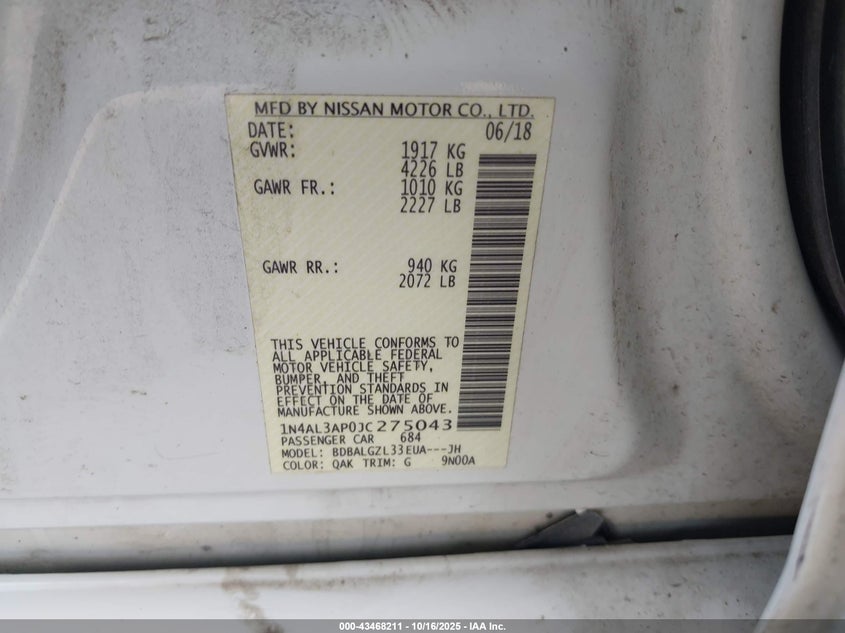 MFD BY NISSAN MOTOR CO., LTD.
DATE: 06/18
GVWR: 1917 KG
4226 LB
GAWR FR.: 1010 KG
2227 LB
GAWR RR.: 940 KG
2072 LB
THIS VEHICLE CONFORMS TO
ALL APPLICABLE FEDERAL
MOTOR VEHICLE SAFETY,
BUMPER, AND THEFT
PREVENTION STANDARDS IN
EFFECT ON THE DATE OF
MANUFACTURE SHOWN ABOVE.
1N4AL3AP0JC275043
PASSENGER CAR 684
MODEL: BDBALGZL33EUA---JH
COLOR: QAK TRIM: G 9N00A
000-43468211 - 10/16/2025 - IAA Inc.